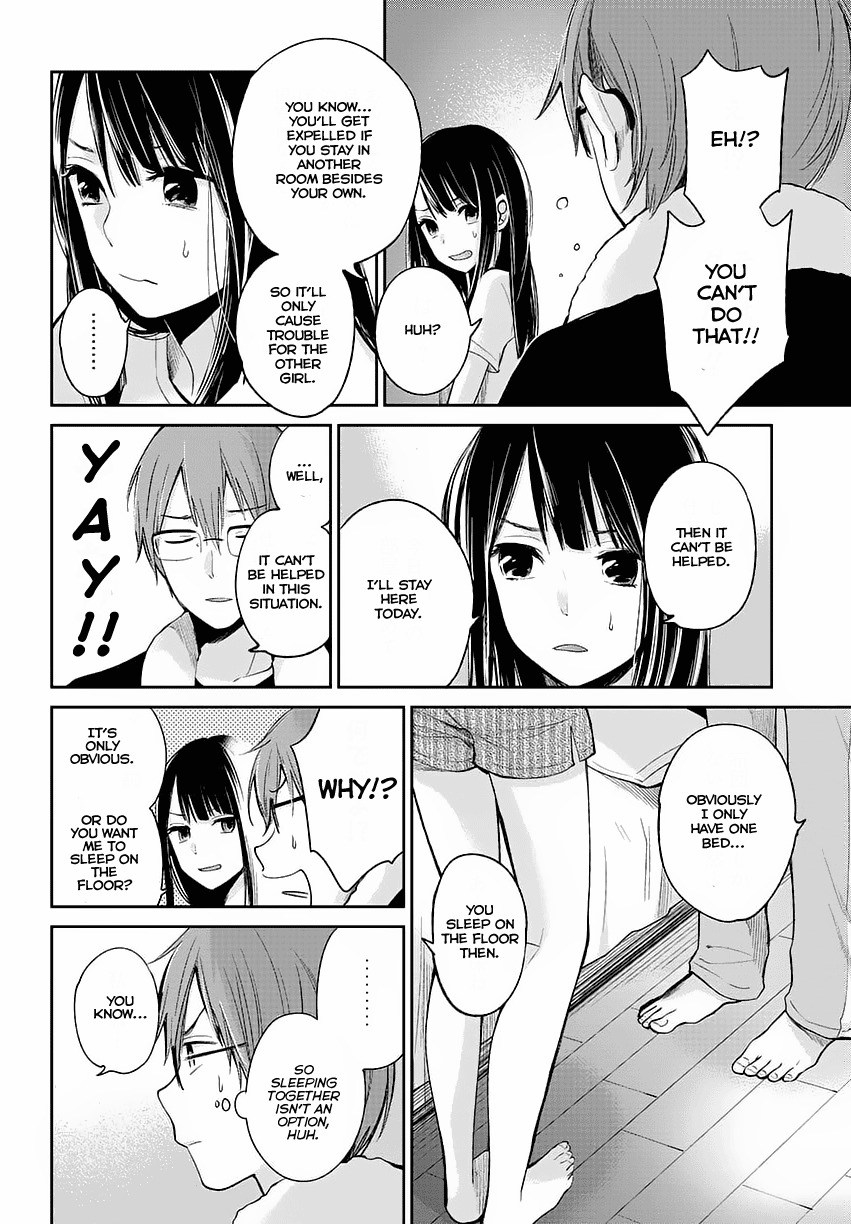 EH!?
YOU
CAN'T
DO
THAT!!
HUH?
YOU KNOW...
YOU'LL GET
EXPELLED IF
YOU STAY IN
ANOTHER
ROOM BESIDES
YOUR OWN.
SO IT'LL
ONLY
CAUSE
TROUBLE
FOR THE
OTHER
GIRL.
......
THEN IT
CAN'T BE
HELPED.
I'LL STAY
HERE
TODAY.
...
WELL,
IT CAN'T
BE HELPED
IN THIS
SITUATION.
YAY!!
OBVIOUSLY
I ONLY
HAVE ONE
BED...
YOU
SLEEP ON
THE FLOOR
THEN.
WHY!?
IT'S
ONLY
OBVIOUS.
OR DO
YOU WANT
ME TO
SLEEP ON
THE
FLOOR?
........
SO
SLEEPING
TOGETHER
ISN'T AN
OPTION,
HUH.
YOU
KNOW...